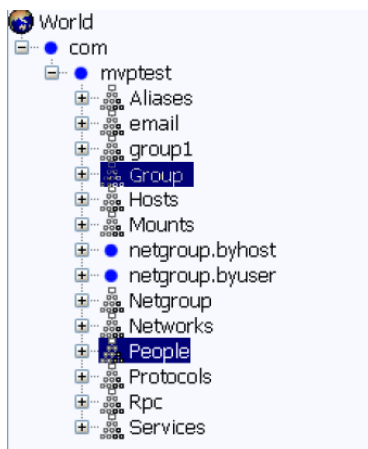 World
com
mvptest
Aliases
email
group1
Group
Hosts
Mounts
netgroup.byhost
netgroup.byuser
Netgroup
Networks
People
Protocols
Rpc
Services